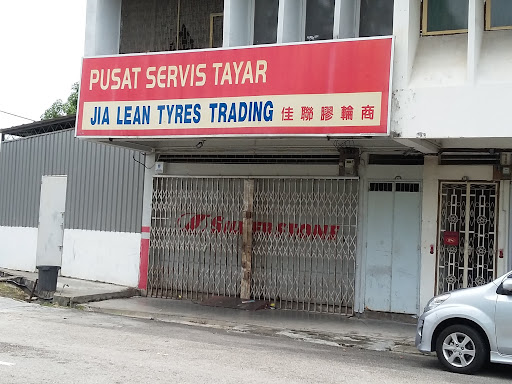 PUSAT SERVIS TAYAR
JIA LEAN TYRES TRADING 佳聯膠輪商